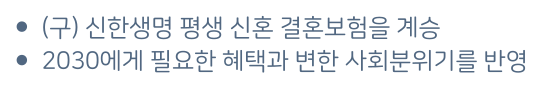 • (구) 신한생명 평생 신혼 결혼보험을 계승
• 2030에게 필요한 혜택과 변한 사회분위기를 반영